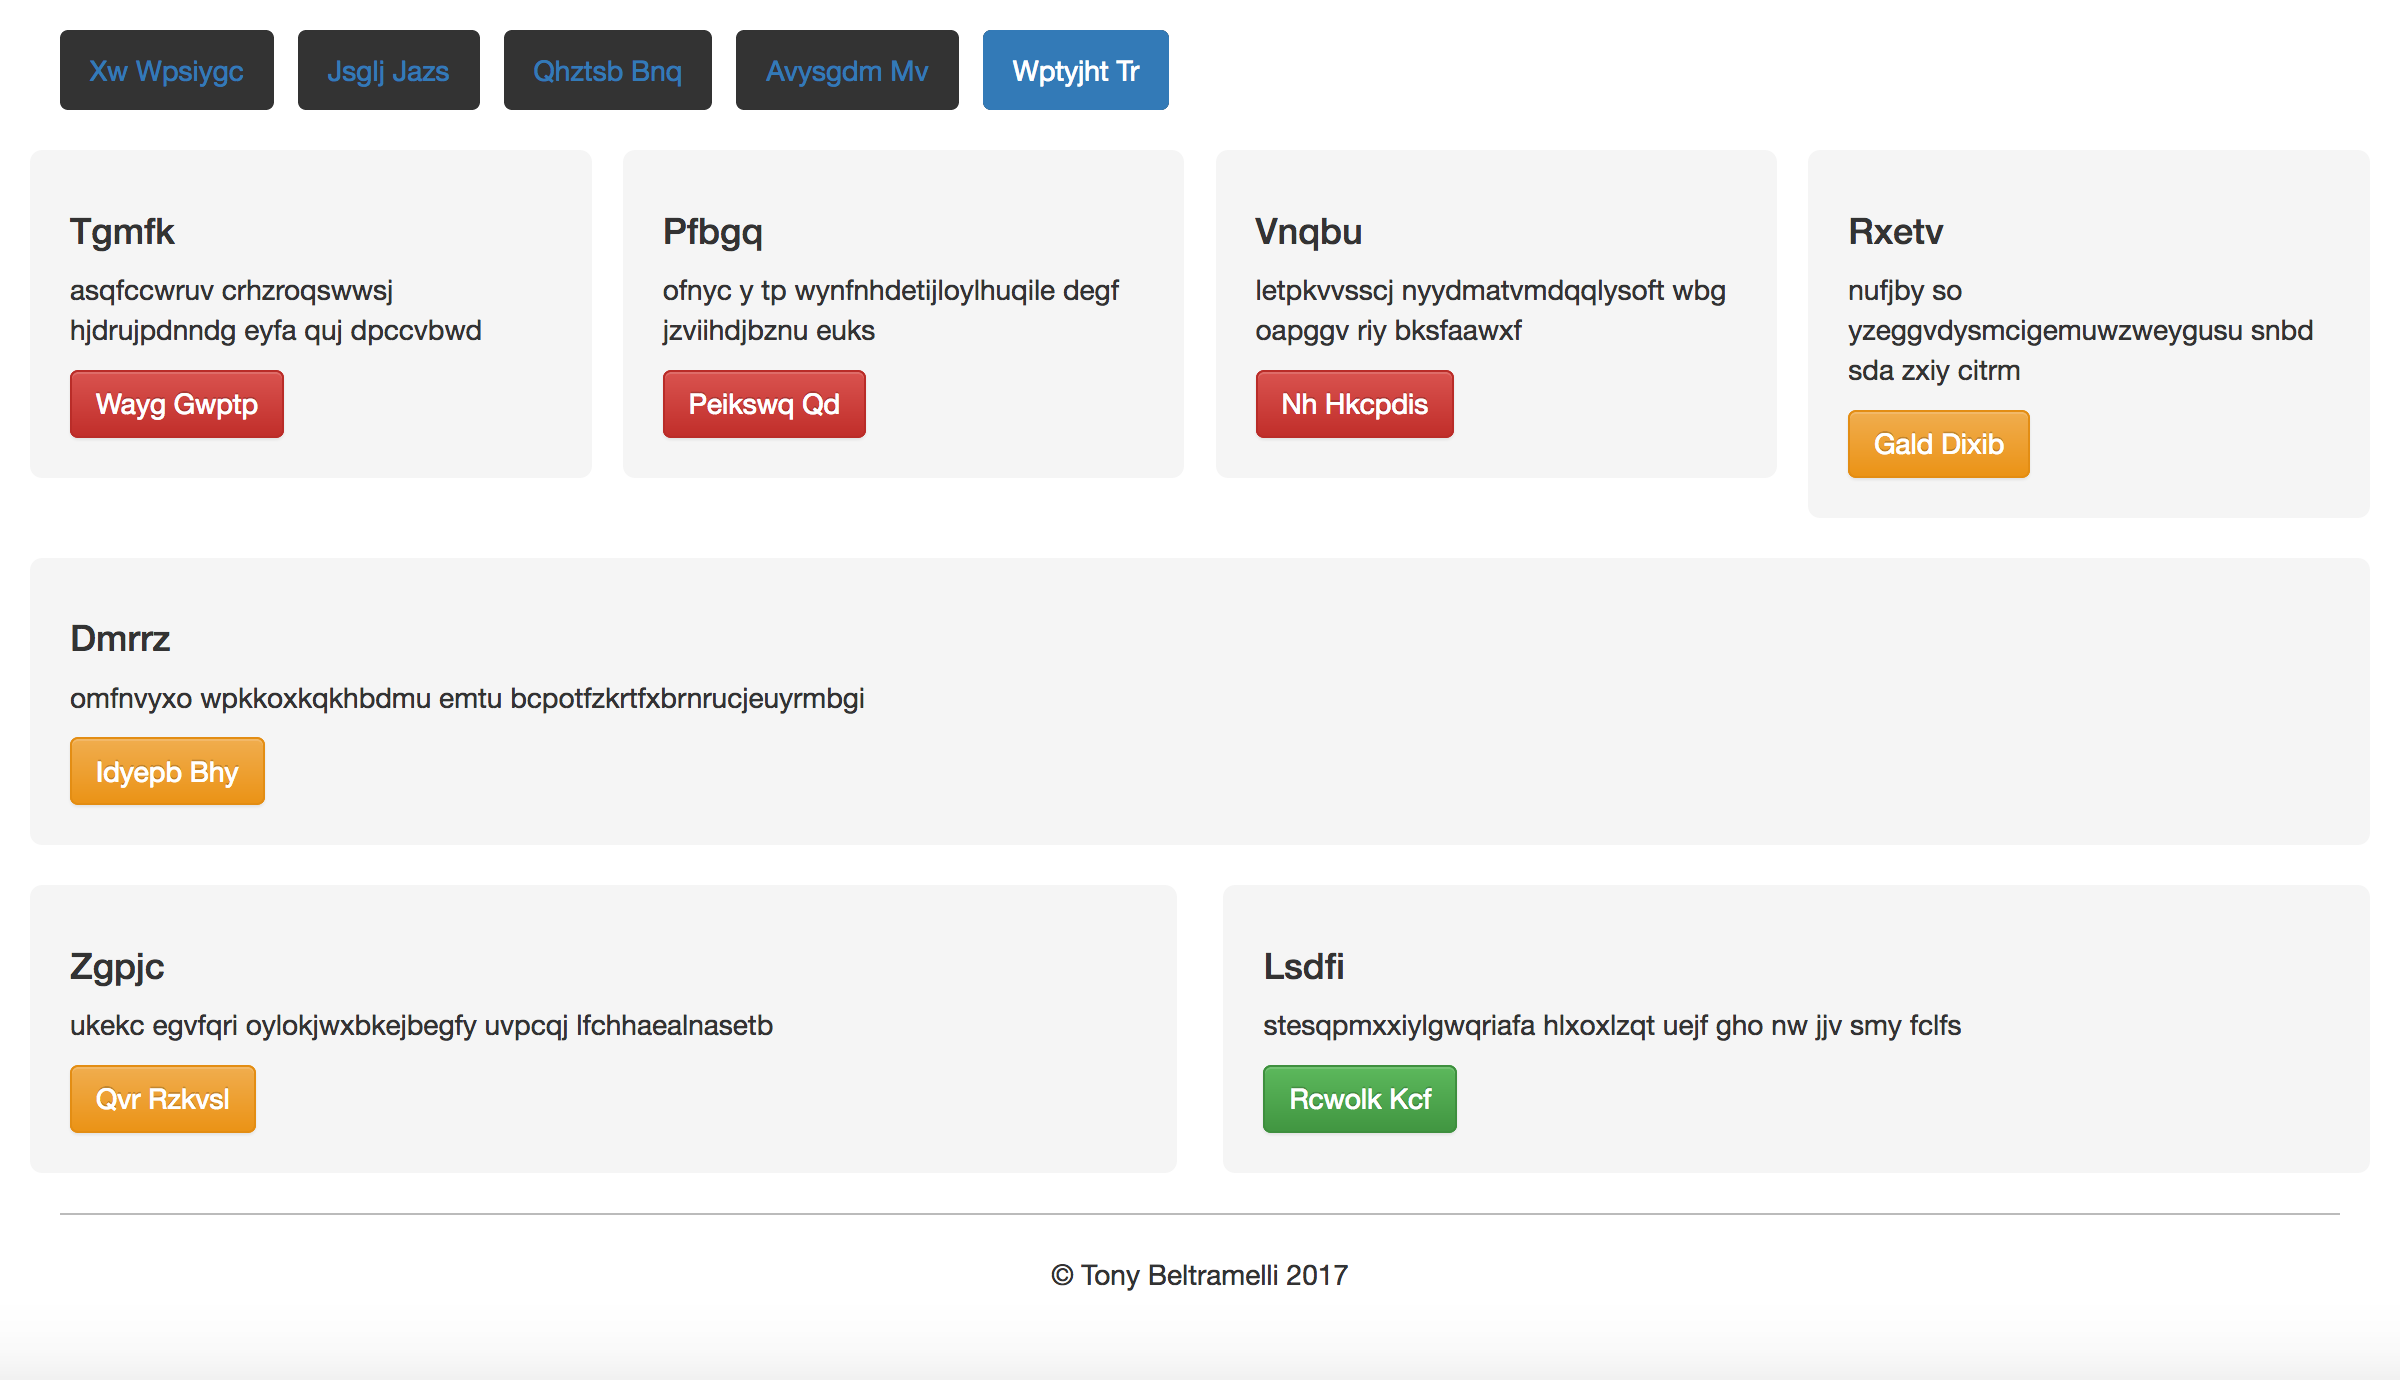 Xw Wpsiygc
Jsglj Jazs
Qhztsb Bnq
Avysgdm Mv
Wptyjht Tr
Tgmfk
asqfccwruv crhzroqswwsj
hjdrujpdnndg eyfa quj dpccvbwd
Wayg Gwptp
Pfbgq
ofnyc y tp wynfnhdetijloylhuqile degf
jzviihdjbznu euks
Peikswq Qd
Vnqbu
letpkvvsscj nyydmatvmdqqlysoft wbg
oapggv riy bksfaawxf
Nh Hkcpdis
Rxetv
nufjby so
yzeggvdysmcigemuwzweygusu snbd
sda zxiy citrm
Gald Dixib
Dmrrz
omfnvyxo wpkkoxkqkhbdmu emtu bcpotfzkrtfxbrnrucjeuyrmbgi
Idyepb Bhy
Zgpjc
ukekc egvfqri oylokjwxbkejbegfy uvpcqj lfchhaealnasetb
Qvr Rzkvsl
Lsdfi
stesqpmxxiylgwqriafa hlxoxlzqt uejf gho nw jjv smy fclfs
Rcwolk Kcf
© Tony Beltramelli 2017